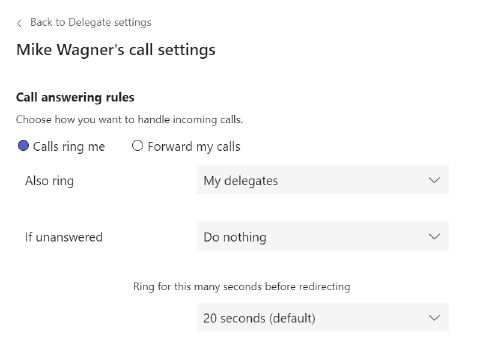 Back to Delegate settings
Mike Wagner's call settings
Call answering rules
Choose how you want to handle incoming calls.
Calls ring me Forward my calls
Also ring My delegates
If unanswered Do nothing
Ring for this many seconds before redirecting
20 seconds (default)